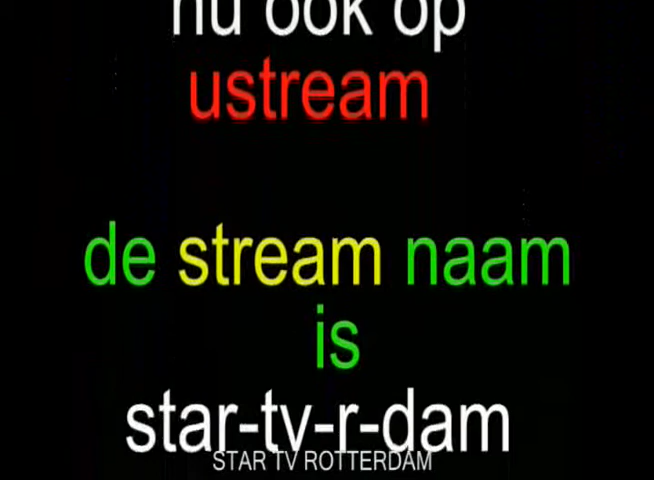 nu ook op
ustream
de stream naam
is
star-tv-r-dam
STAR TV ROTTERDAM